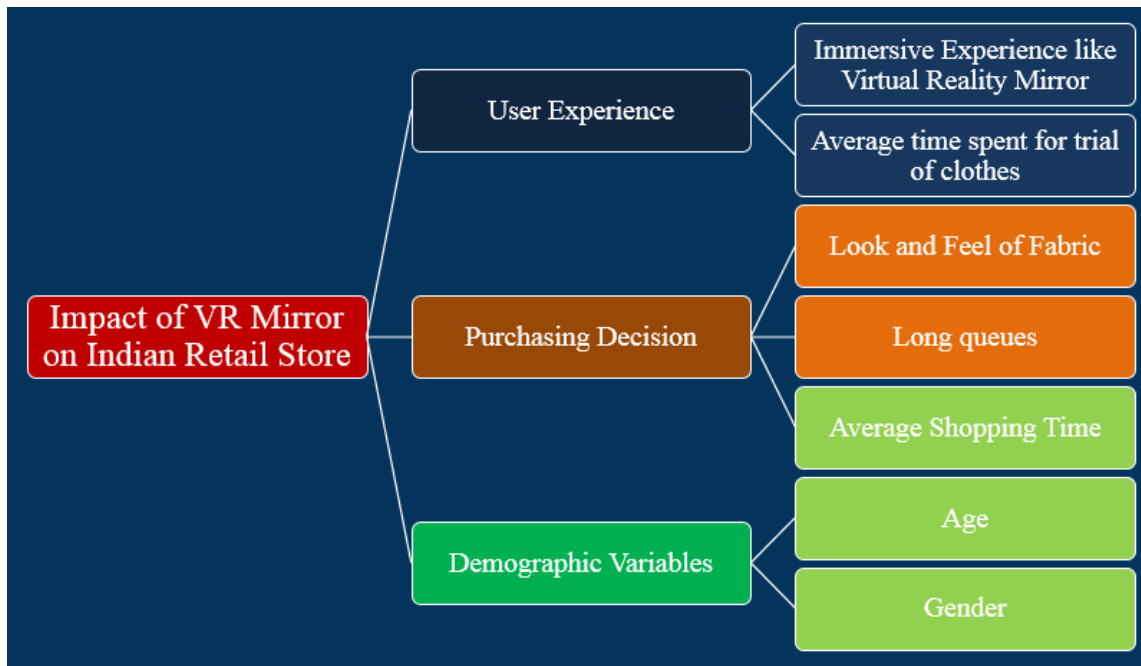 Impact of VR Mirror
on Indian Retail Store
User Experience
Immersive Experience like
Virtual Reality Mirror
Average time spent for trial
of clothes
Purchasing Decision
Look and Feel of Fabric
Long queues
Average Shopping Time
Demographic Variables
Age
Gender